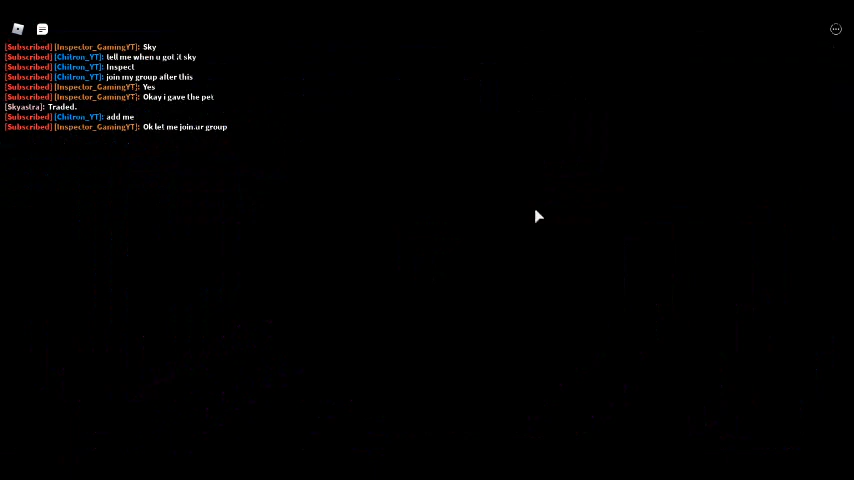 [Subscribed] [Inspector_GamingYT]: Sky
[Subscribed] [Chitron_YT]: tell me when u got it sky
[Subscribed] [Chitron_YT]: Inspect
[Subscribed] [Chitron_YT]: join my group after this
[Subscribed] [Inspector_GamingYT]: Yes
[Subscribed] [Inspector_GamingYT]: Okay i gave the pet
[Skyastra]: Traded.
[Subscribed] [Chitron_YT]: add me
[Subscribed] [Inspector_GamingYT]: Ok let me join.ur group